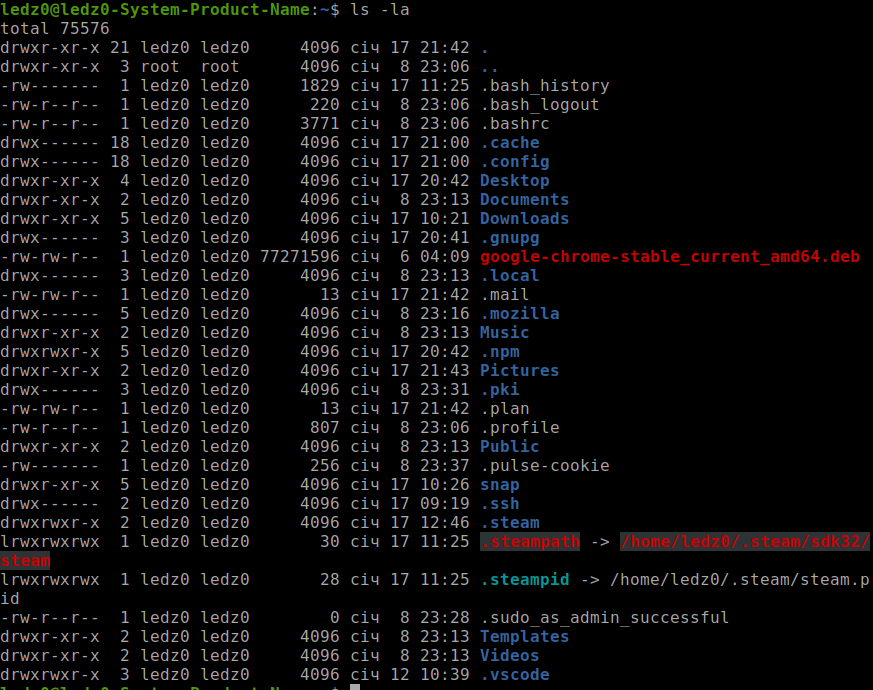 ledz0@ledz0-System-Product-Name:~$ ls -la
total 75576
drwxr-xr-x 21 ledz0 ledz0     4096 січ 17 21:42 .
drwxr-xr-x  3 root  root      4096 січ  8 23:06 ..
-rw-------  1 ledz0 ledz0     1829 січ 17 11:25 .bash_history
-rw-r--r--  1 ledz0 ledz0      220 січ  8 23:06 .bash_logout
-rw-r--r--  1 ledz0 ledz0     3771 січ  8 23:06 .bashrc
drwx------ 18 ledz0 ledz0     4096 січ 17 21:00 .cache
drwx------ 18 ledz0 ledz0     4096 січ 17 21:00 .config
drwxr-xr-x  4 ledz0 ledz0     4096 січ 17 20:42 Desktop
drwxr-xr-x  2 ledz0 ledz0     4096 січ  8 23:13 Documents
drwxr-xr-x  5 ledz0 ledz0     4096 січ 17 10:21 Downloads
drwx------  3 ledz0 ledz0     4096 січ 17 20:41 .gnupg
-rw-rw-r--  1 ledz0 ledz0 77271596 січ  6 04:09 google-chrome-stable_current_amd64.deb
drwx------  3 ledz0 ledz0     4096 січ  8 23:13 .local
-rw-rw-r--  1 ledz0 ledz0       13 січ 17 21:42 .mail
drwx------  5 ledz0 ledz0     4096 січ  8 23:16 .mozilla
drwxr-xr-x  2 ledz0 ledz0     4096 січ  8 23:13 Music
drwxrwxr-x  5 ledz0 ledz0     4096 січ 17 20:42 .npm
drwxr-xr-x  2 ledz0 ledz0     4096 січ 17 21:43 Pictures
drwx------  3 ledz0 ledz0     4096 січ  8 23:31 .pki
-rw-rw-r--  1 ledz0 ledz0       13 січ 17 21:42 .plan
-rw-r--r--  1 ledz0 ledz0      807 січ  8 23:06 .profile
drwxr-xr-x  2 ledz0 ledz0     4096 січ  8 23:13 Public
-rw-------  1 ledz0 ledz0      256 січ  8 23:37 .pulse-cookie
drwxr-xr-x  5 ledz0 ledz0     4096 січ 17 10:26 snap
drwx------  2 ledz0 ledz0     4096 січ 17 09:19 .ssh
drwxrwxr-x  2 ledz0 ledz0     4096 січ 17 12:46 .steam
lrwxrwxrwx  1 ledz0 ledz0       30 січ 17 11:25 .steampath -> /home/ledz0/.steam/sdk32/
steam
lrwxrwxrwx  1 ledz0 ledz0       28 січ 17 11:25 .steampid -> /home/ledz0/.steam/steam.p
id
-rw-r--r--  1 ledz0 ledz0        0 січ  8 23:28 .sudo_as_admin_successful
drwxr-xr-x  2 ledz0 ledz0     4096 січ  8 23:13 Templates
drwxr-xr-x  2 ledz0 ledz0     4096 січ  8 23:13 Videos
drwxrwxr-x  3 ledz0 ledz0     4096 січ 12 10:39 .vscode
ledz0@ledz0-System-Product-Name:~$